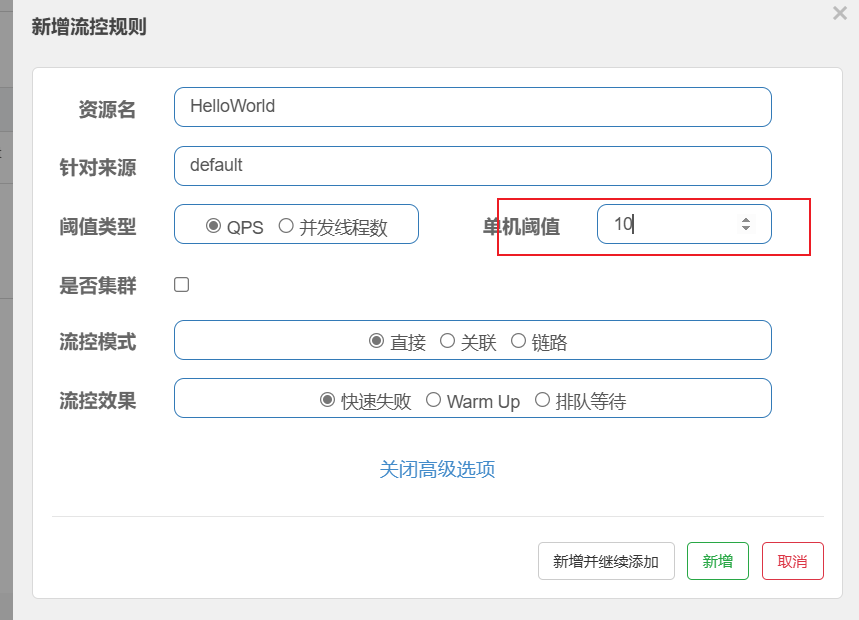 新增流控规则
资源名 HelloWorld
针对来源 default
阈值类型 QPS 并发线程数 单机阈值 10
是否集群
流控模式 直接 关联 链路
流控效果 快速失败 Warm Up 排队等待
关闭高级选项
新增并继续添加 新增 取消